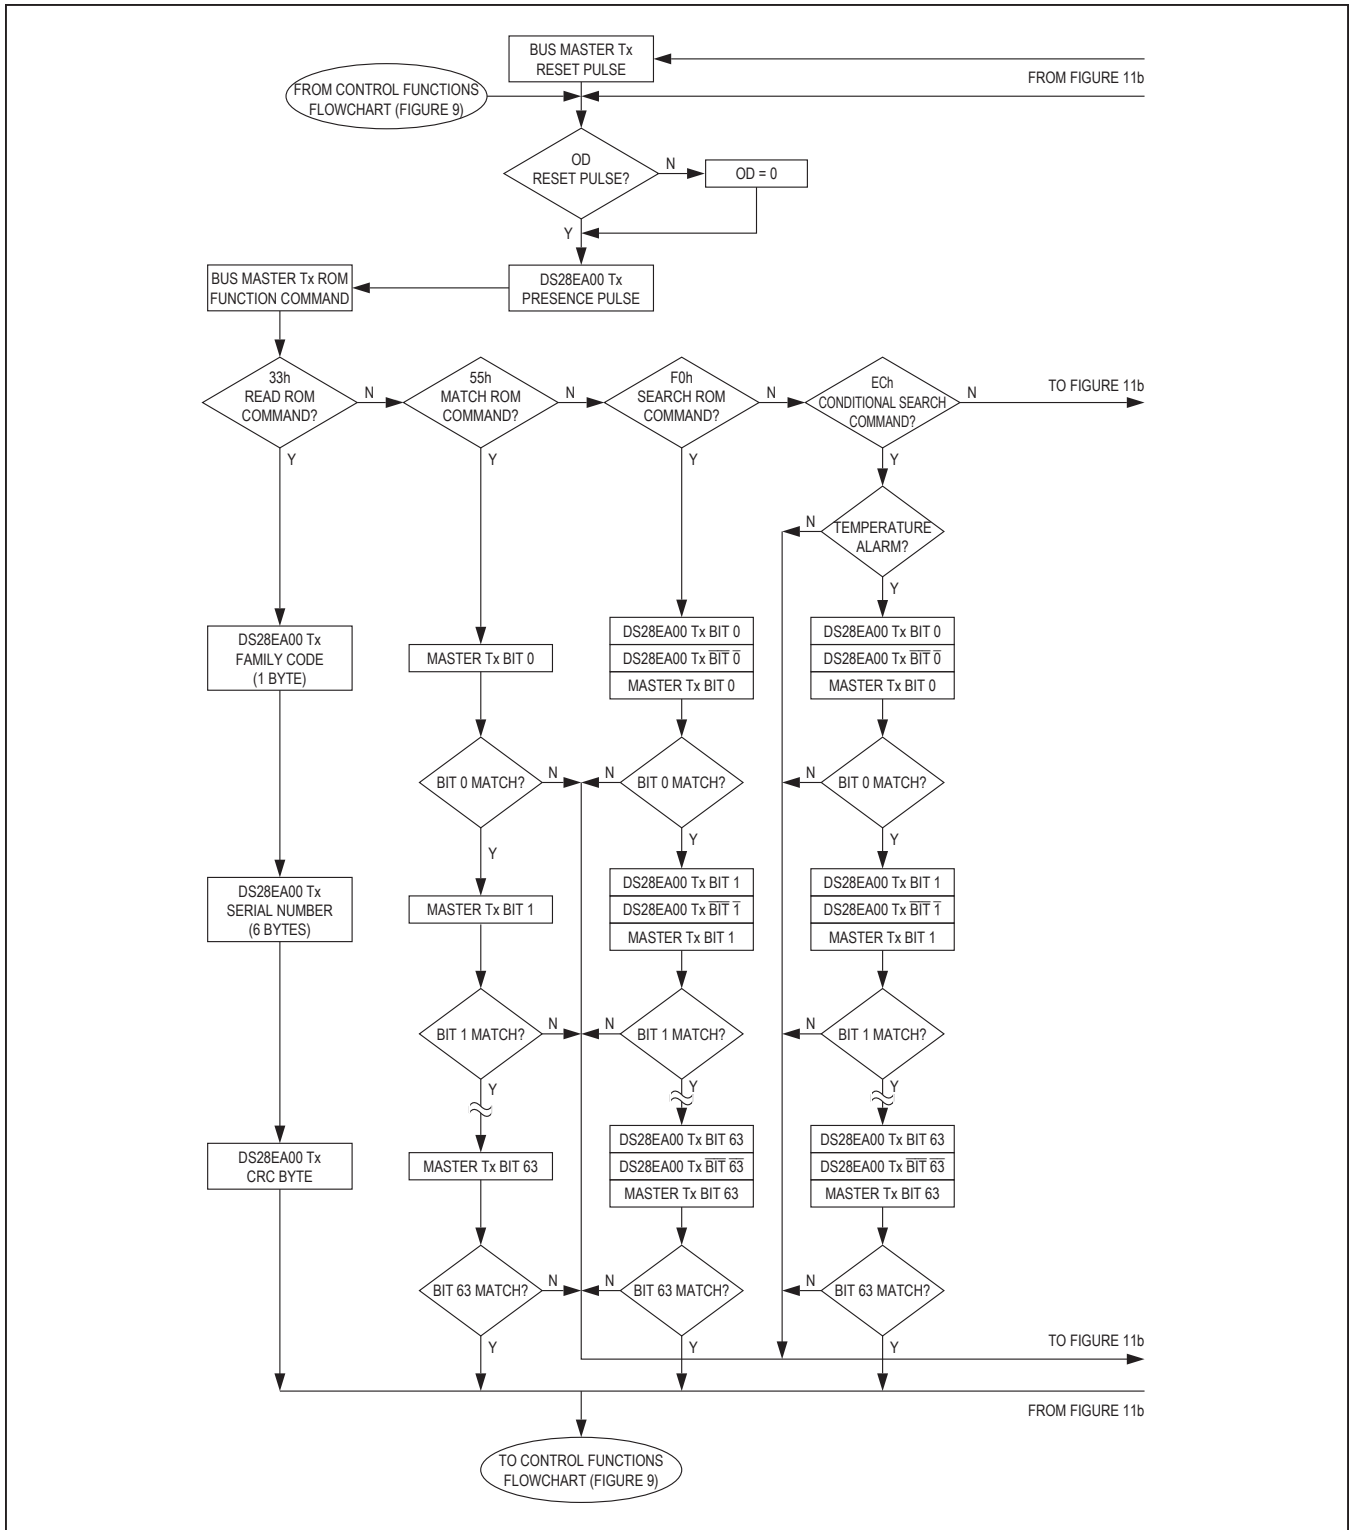 BUS MASTER Tx
RESET PULSE
FROM FIGURE 11b
FROM CONTROL FUNCTIONS
FLOWCHART (FIGURE 9)
OD
RESET PULSE?
N
OD = 0
Y
BUS MASTER Tx ROM
FUNCTION COMMAND
DS28EA00 Tx
PRESENCE PULSE
33h
READ ROM
COMMAND?
N
55h
MATCH ROM
COMMAND?
N
F0h
SEARCH ROM
COMMAND?
N
ECh
CONDITIONAL SEARCH
COMMAND?
N
TO FIGURE 11b
Y
Y
Y
Y
N
TEMPERATURE
ALARM?
Y
DS28EA00 Tx
FAMILY CODE
(1 BYTE)
MASTER Tx BIT 0
DS28EA00 Tx BIT 0
DS28EA00 Tx B̅I̅T̅ 0̅
MASTER Tx BIT 0
DS28EA00 Tx BIT 0
DS28EA00 Tx B̅I̅T̅ 0̅
MASTER Tx BIT 0
BIT 0 MATCH?
N
N
BIT 0 MATCH?
N
BIT 0 MATCH?
Y
Y
Y
DS28EA00 Tx
SERIAL NUMBER
(6 BYTES)
MASTER Tx BIT 1
DS28EA00 Tx BIT 1
DS28EA00 Tx B̅I̅T̅ 1̅
MASTER Tx BIT 1
DS28EA00 Tx BIT 1
DS28EA00 Tx B̅I̅T̅ 1̅
MASTER Tx BIT 1
BIT 1 MATCH?
N
N
BIT 1 MATCH?
N
BIT 1 MATCH?
Y
Y
Y
DS28EA00 Tx
CRC BYTE
MASTER Tx BIT 63
DS28EA00 Tx BIT 63
DS28EA00 Tx B̅I̅T̅ 6̅3̅
MASTER Tx BIT 63
DS28EA00 Tx BIT 63
DS28EA00 Tx B̅I̅T̅ 6̅3̅
MASTER Tx BIT 63
BIT 63 MATCH?
N
N
BIT 63 MATCH?
N
BIT 63 MATCH?
Y
Y
Y
TO FIGURE 11b
FROM FIGURE 11b
TO CONTROL FUNCTIONS
FLOWCHART (FIGURE 9)